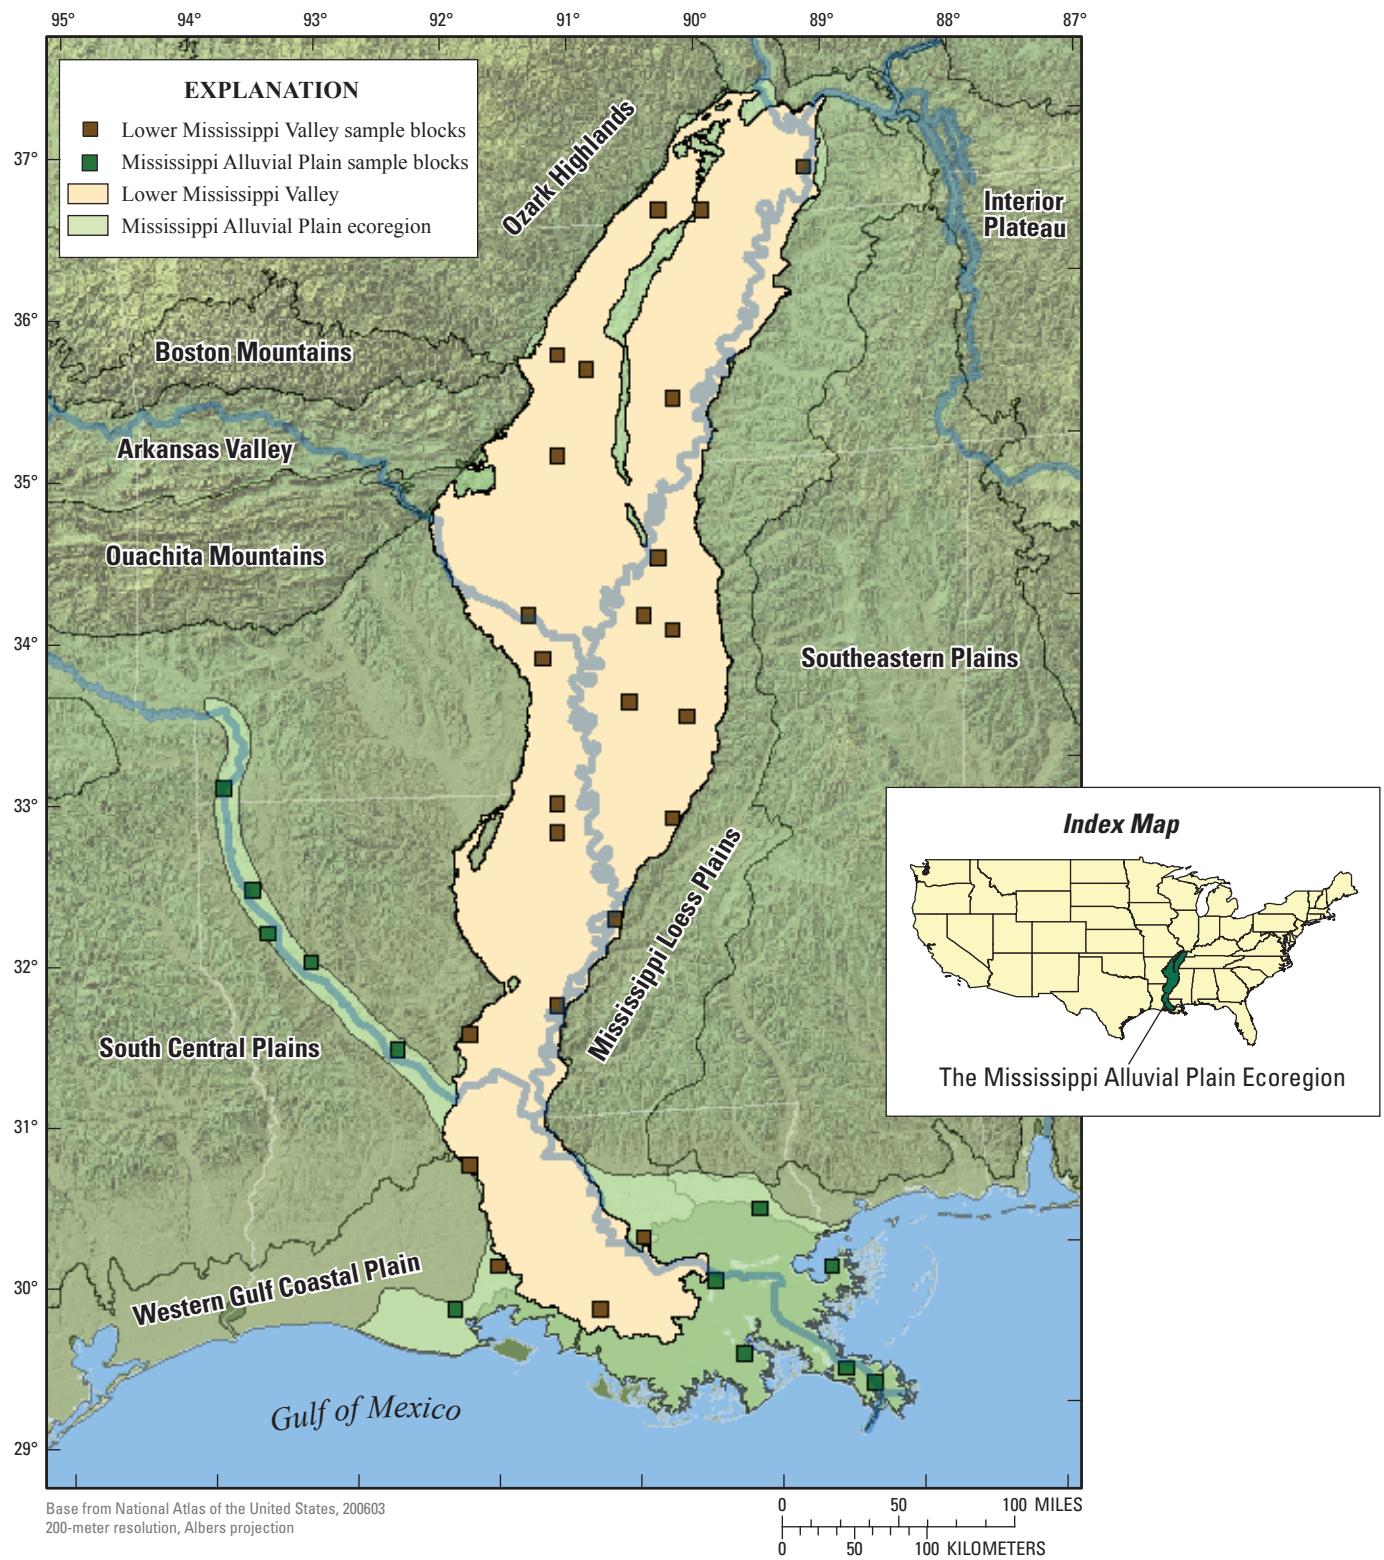 95° 94° 93° 92° 91° 90° 89° 88° 87°
EXPLANATION
Lower Mississippi Valley sample blocks
Mississippi Alluvial Plain sample blocks
Lower Mississippi Valley
Mississippi Alluvial Plain ecoregion
Ozark Highlands
37°
Interior
Plateau
36°
Boston Mountains
Arkansas Valley
35°
Ouachita Mountains
34°
Southeastern Plains
33°
Index Map
Mississippi Loess Plains
32°
South Central Plains
The Mississippi Alluvial Plain Ecoregion
31°
Western Gulf Coastal Plain
30°
Gulf of Mexico
29°
Base from National Atlas of the United States, 200603
200-meter resolution, Albers projection
0 50 100 MILES
0 50 100 KILOMETERS